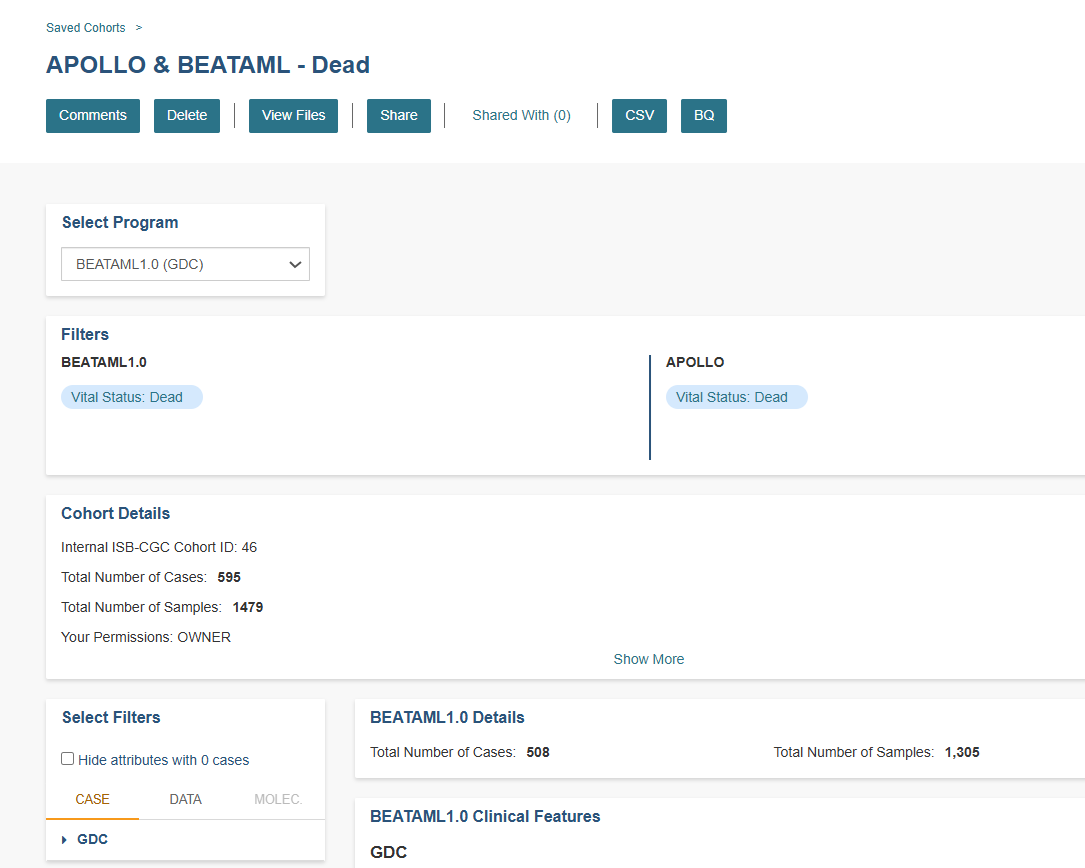 Saved Cohorts >
APOLLO & BEATAML - Dead
Comments Delete View Files Share Shared With (0) CSV BQ
Select Program
BEATAML1.0 (GDC)
Filters
BEATAML1.0
Vital Status: Dead
APOLLO
Vital Status: Dead
Cohort Details
Internal ISB-CGC Cohort ID: 46
Total Number of Cases: 595
Total Number of Samples: 1479
Your Permissions: OWNER
Show More
Select Filters
Hide attributes with 0 cases
CASE DATA MOLEC.
GDC
BEATAML1.0 Details
Total Number of Cases: 508 Total Number of Samples: 1,305
BEATAML1.0 Clinical Features
GDC